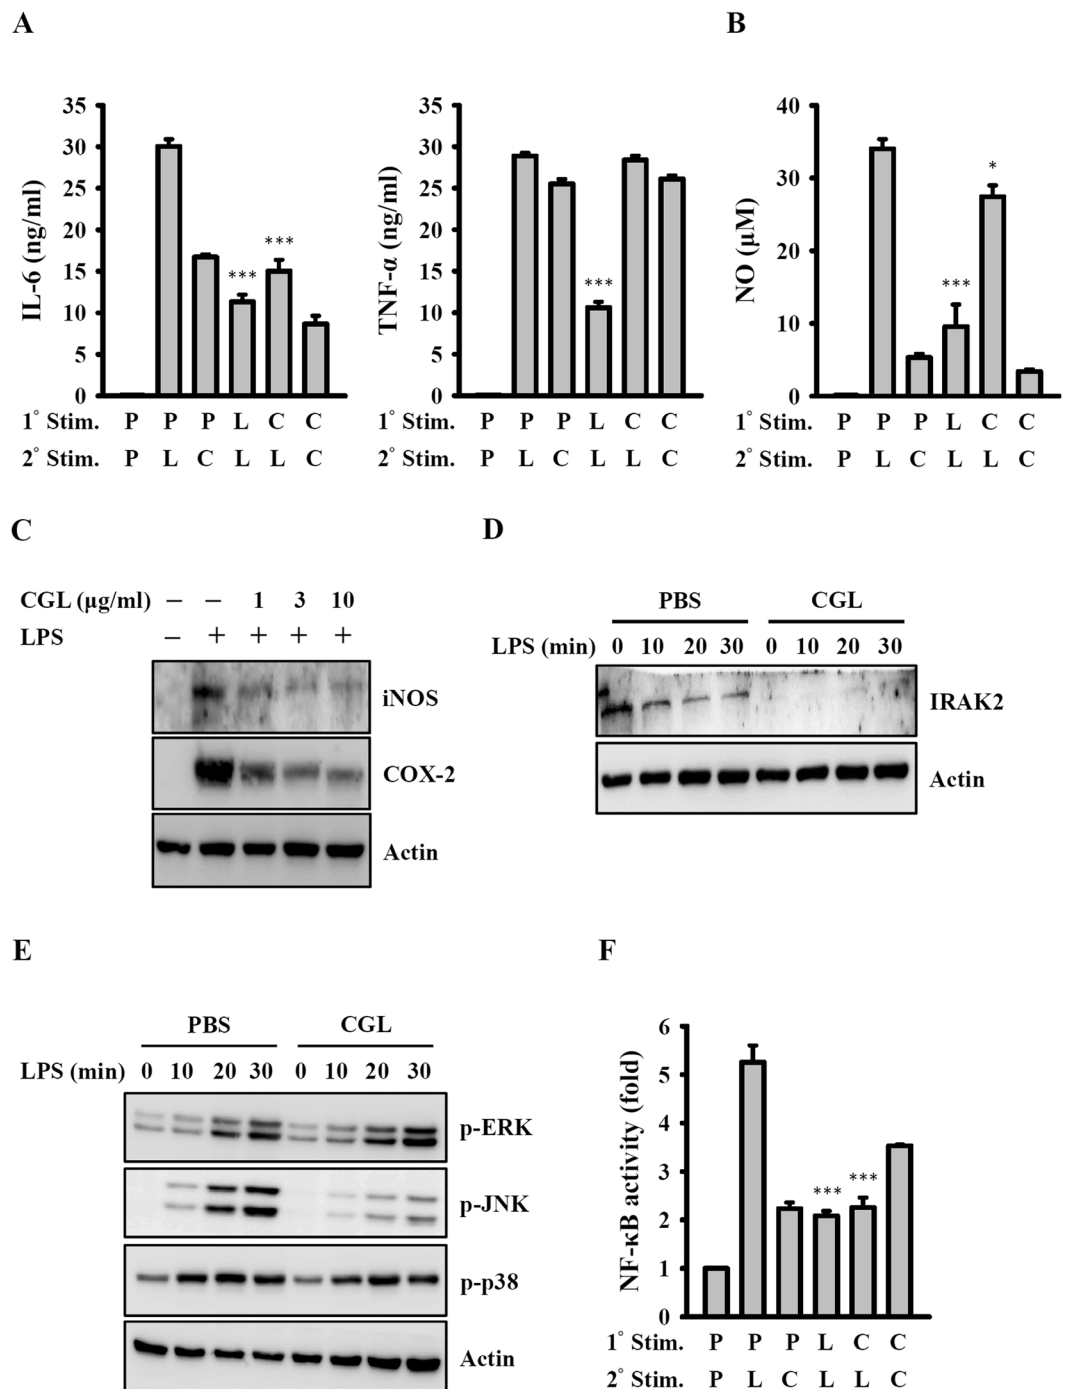 A
B
35
30
25
20
15
10
5
0
IL-6 (ng/ml)
***
***
1° Stim. P P P L C C
2° Stim. P L C L L C
35
30
25
20
15
10
5
0
TNF-α (ng/ml)
***
1° Stim. P P P L C C
2° Stim. P L C L L C
40
30
20
10
0
NO (μM)
***
*
1° Stim. P P P L C C
2° Stim. P L C L L C
C
CGL (μg/ml) – – 1 3 10
LPS – + + + +
iNOS
COX-2
Actin
D
PBS CGL
LPS (min) 0 10 20 30 0 10 20 30
IRAK2
Actin
E
PBS CGL
LPS (min) 0 10 20 30 0 10 20 30
p-ERK
p-JNK
p-p38
Actin
F
6
5
4
3
2
1
0
NF-κB activity (fold)
***
***
1° Stim. P P P L C C
2° Stim. P L C L L C